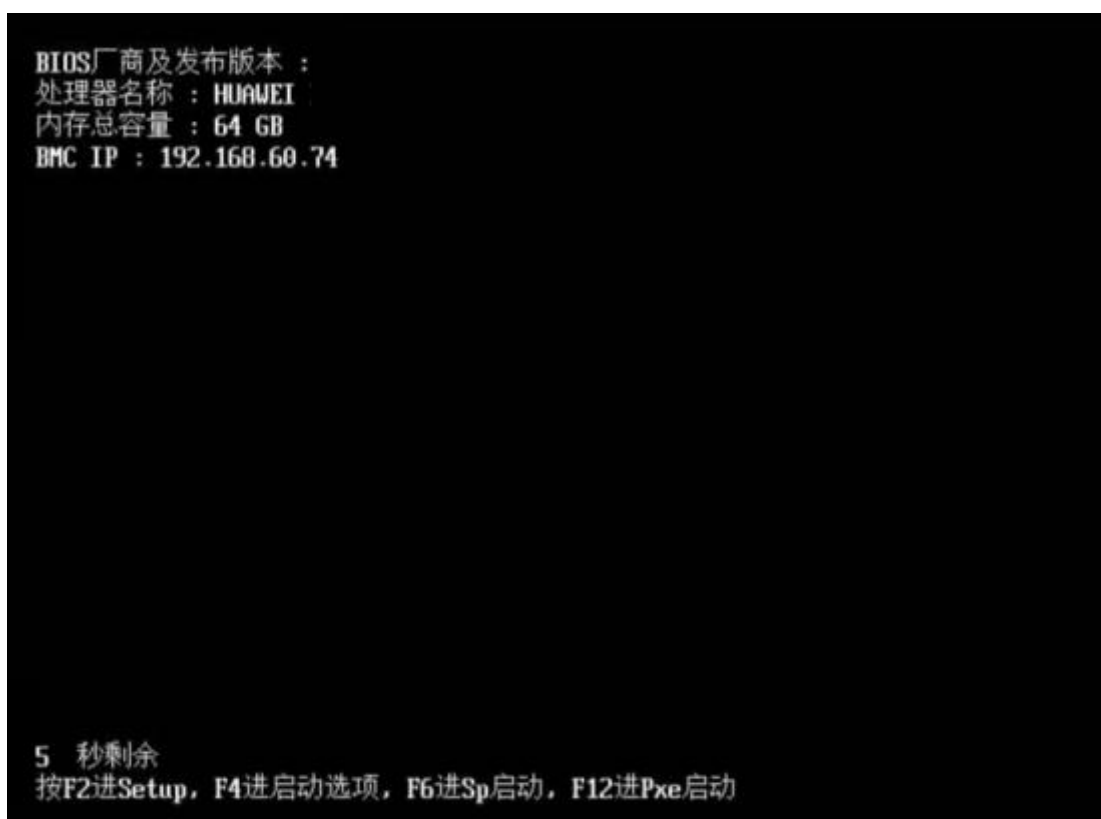 BIOS厂商及发布版本 :
处理器名称 : HUAWEI
内存总容量 : 64 GB
BMC IP : 192.168.60.74
5 秒剩余
按F2进Setup, F4进启动选项, F6进Sp启动, F12进Pxe启动